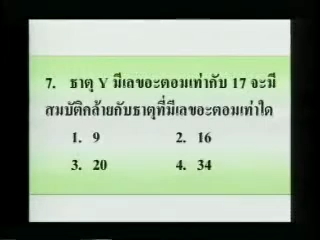 7. ธาตุ Y มีเลขอะตอมเท่ากับ 17 จะมี
สมบัติคล้ายกับธาตุที่มีเลขอะตอมเท่าใด
1. 9 2. 16
3. 20 4. 34